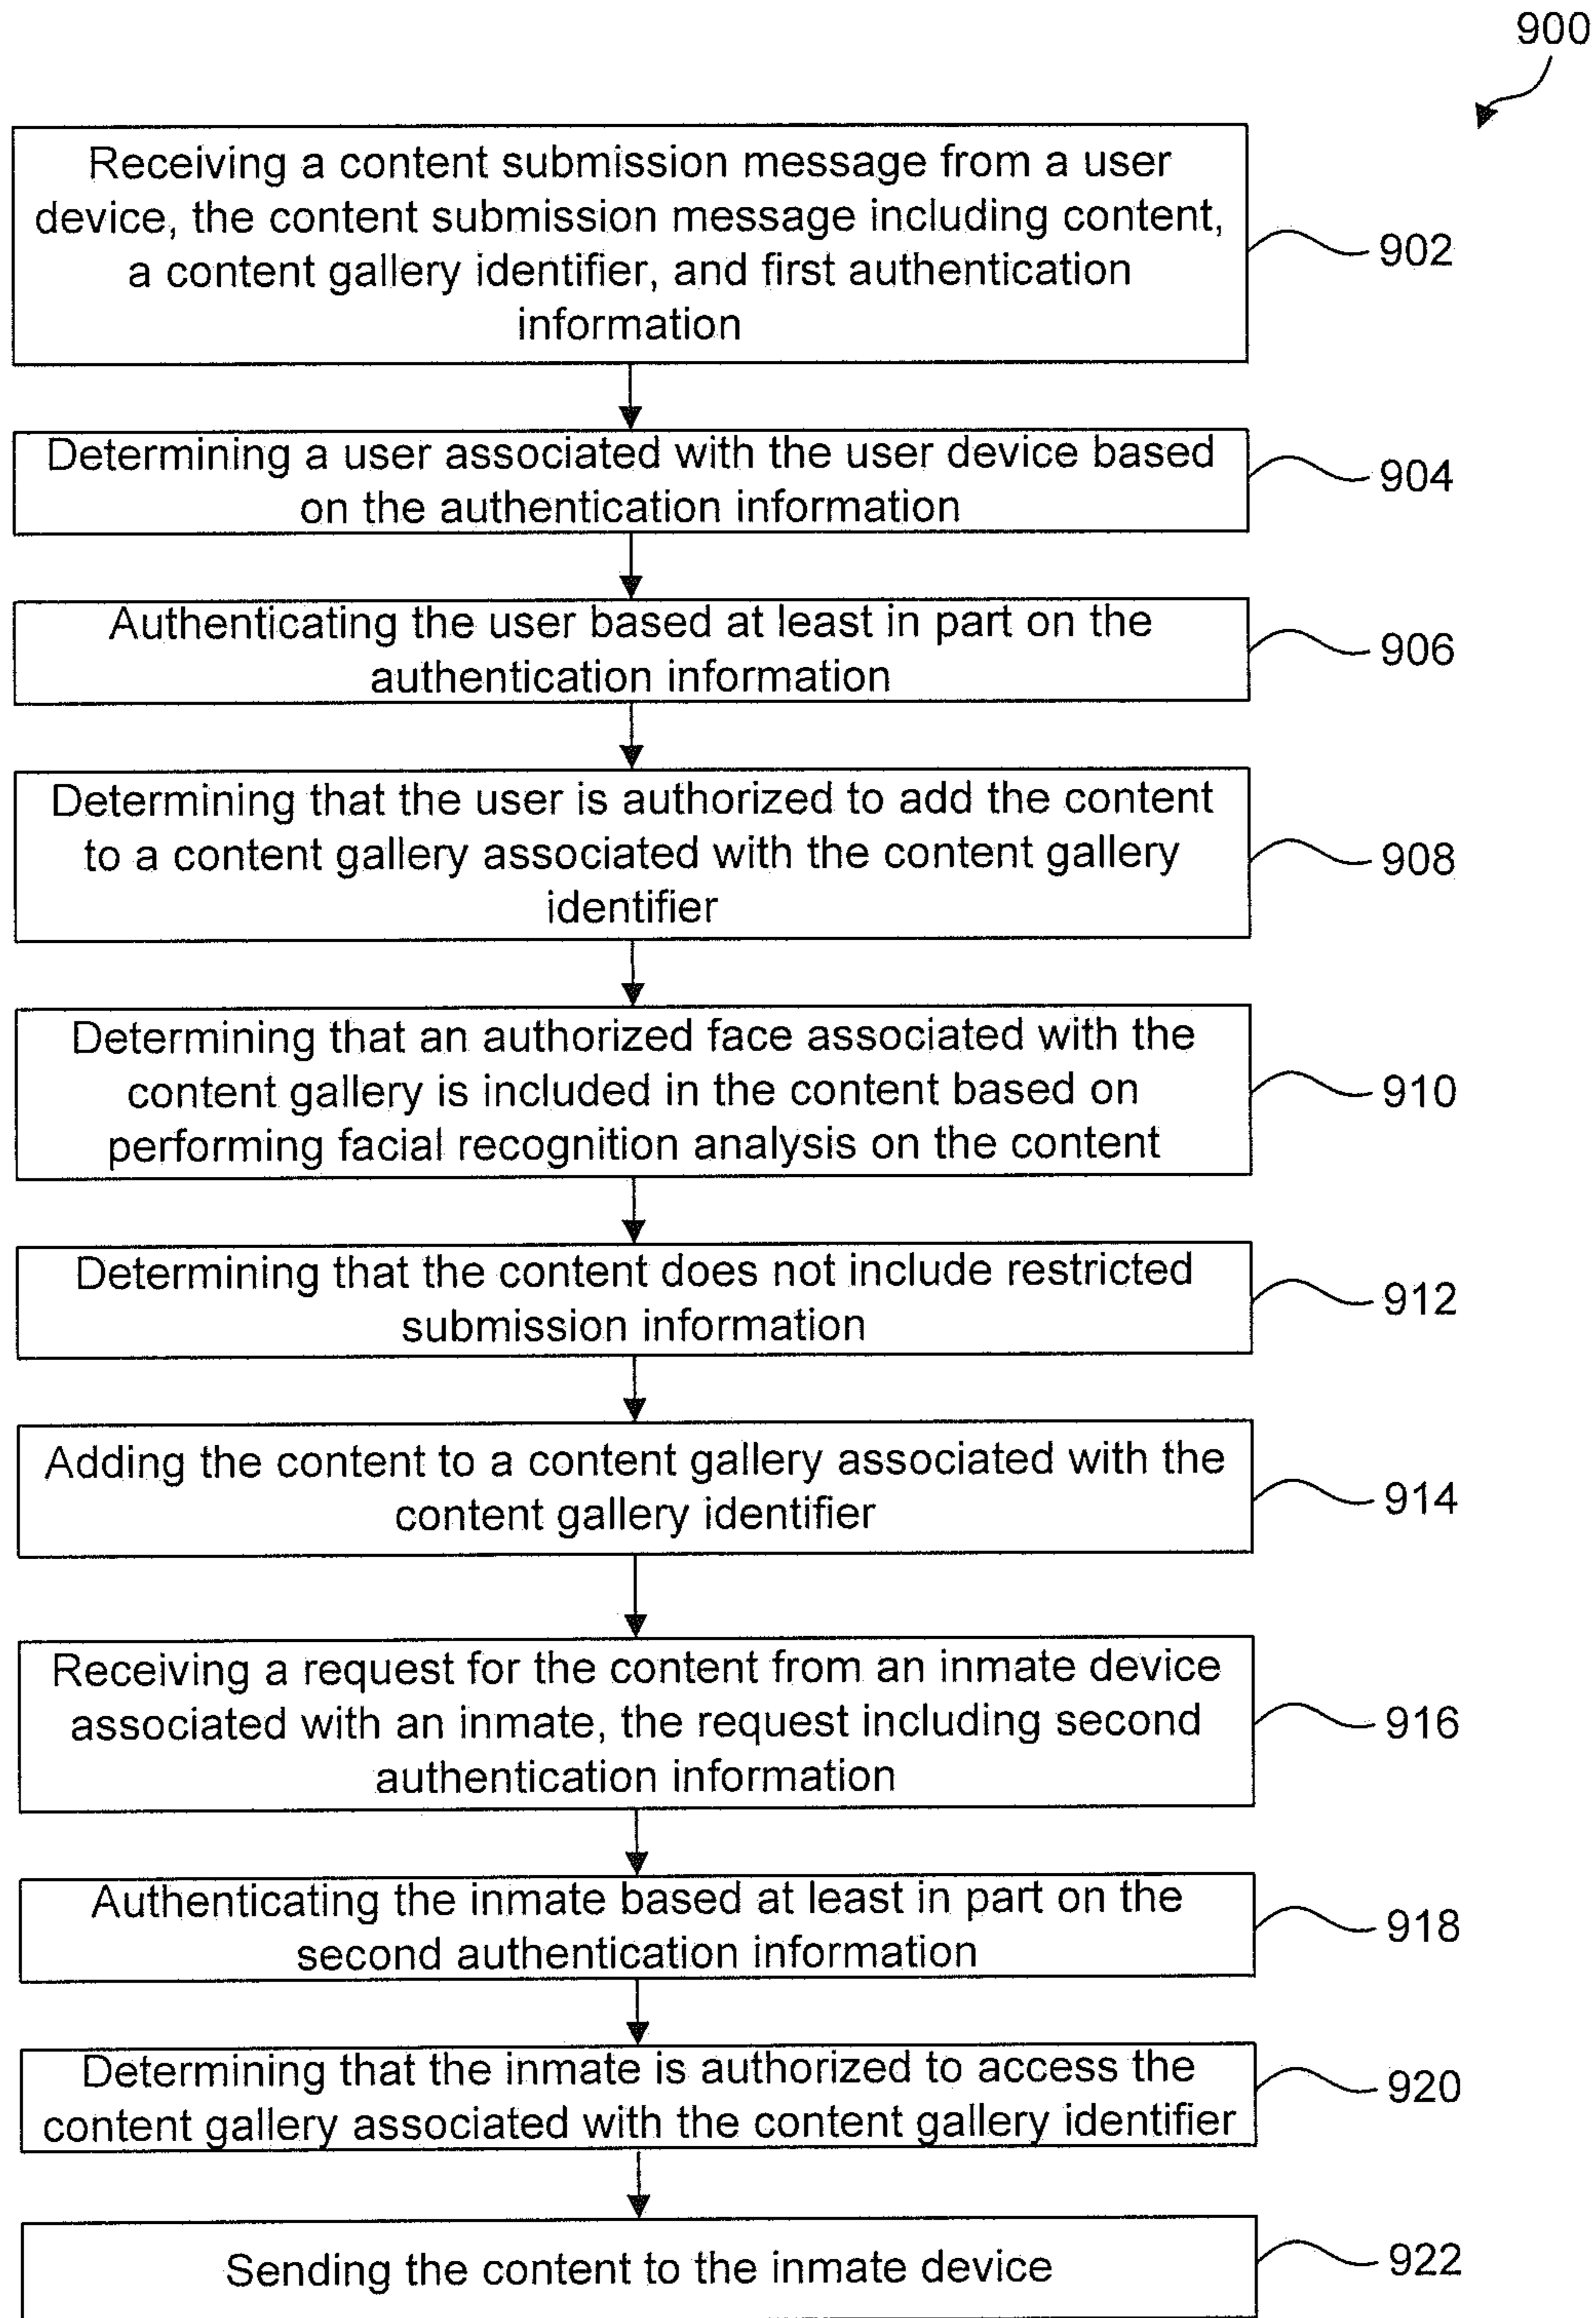 900
Receiving a content submission message from a user
device, the content submission message including content,
a content gallery identifier, and first authentication
information
902
Determining a user associated with the user device based
on the authentication information
904
Authenticating the user based at least in part on the
authentication information
906
Determining that the user is authorized to add the content
to a content gallery associated with the content gallery
identifier
908
Determining that an authorized face associated with the
content gallery is included in the content based on
performing facial recognition analysis on the content
910
Determining that the content does not include restricted
submission information
912
Adding the content to a content gallery associated with the
content gallery identifier
914
Receiving a request for the content from an inmate device
associated with an inmate, the request including second
authentication information
916
Authenticating the inmate based at least in part on the
second authentication information
918
Determining that the inmate is authorized to access the
content gallery associated with the content gallery identifier
920
Sending the content to the inmate device
922